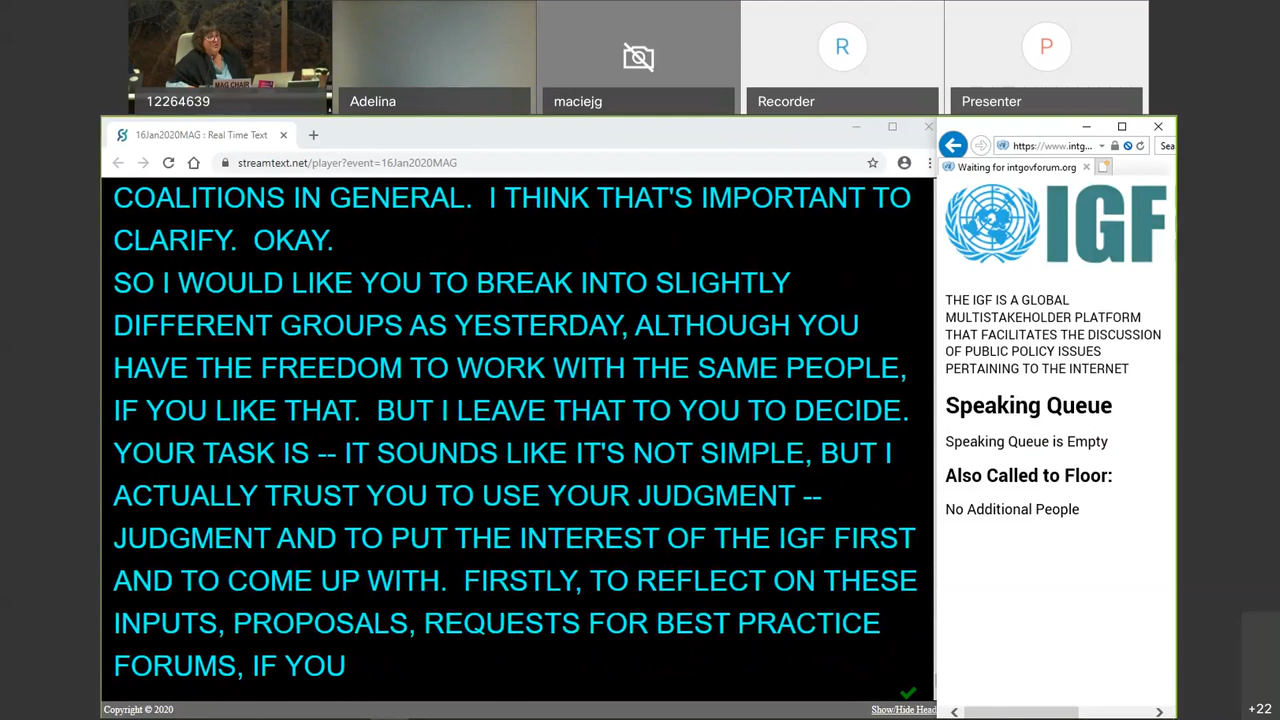 MAG CHAIR
12264639
Adelina
maciejg
R
Recorder
P
Presenter
16Jan2020MAG : Real Time Text
streamtext.net/player?event=16Jan2020MAG
COALITIONS IN GENERAL.  I THINK THAT'S IMPORTANT TO
CLARIFY.  OKAY.
SO I WOULD LIKE YOU TO BREAK INTO SLIGHTLY
DIFFERENT GROUPS AS YESTERDAY, ALTHOUGH YOU
HAVE THE FREEDOM TO WORK WITH THE SAME PEOPLE,
IF YOU LIKE THAT.  BUT I LEAVE THAT TO YOU TO DECIDE.
YOUR TASK IS -- IT SOUNDS LIKE IT'S NOT SIMPLE, BUT I
ACTUALLY TRUST YOU TO USE YOUR JUDGMENT --
JUDGMENT AND TO PUT THE INTEREST OF THE IGF FIRST
AND TO COME UP WITH.  FIRSTLY, TO REFLECT ON THESE
INPUTS, PROPOSALS, REQUESTS FOR BEST PRACTICE
FORUMS, IF YOU
Copyright © 2020
Show/Hide Head
https://www.intg...
Sea
Waiting for intgovforum.org
IGF
THE IGF IS A GLOBAL
MULTISTAKEHOLDER PLATFORM
THAT FACILITATES THE DISCUSSION
OF PUBLIC POLICY ISSUES
PERTAINING TO THE INTERNET
Speaking Queue
Speaking Queue is Empty
Also Called to Floor:
No Additional People
+22